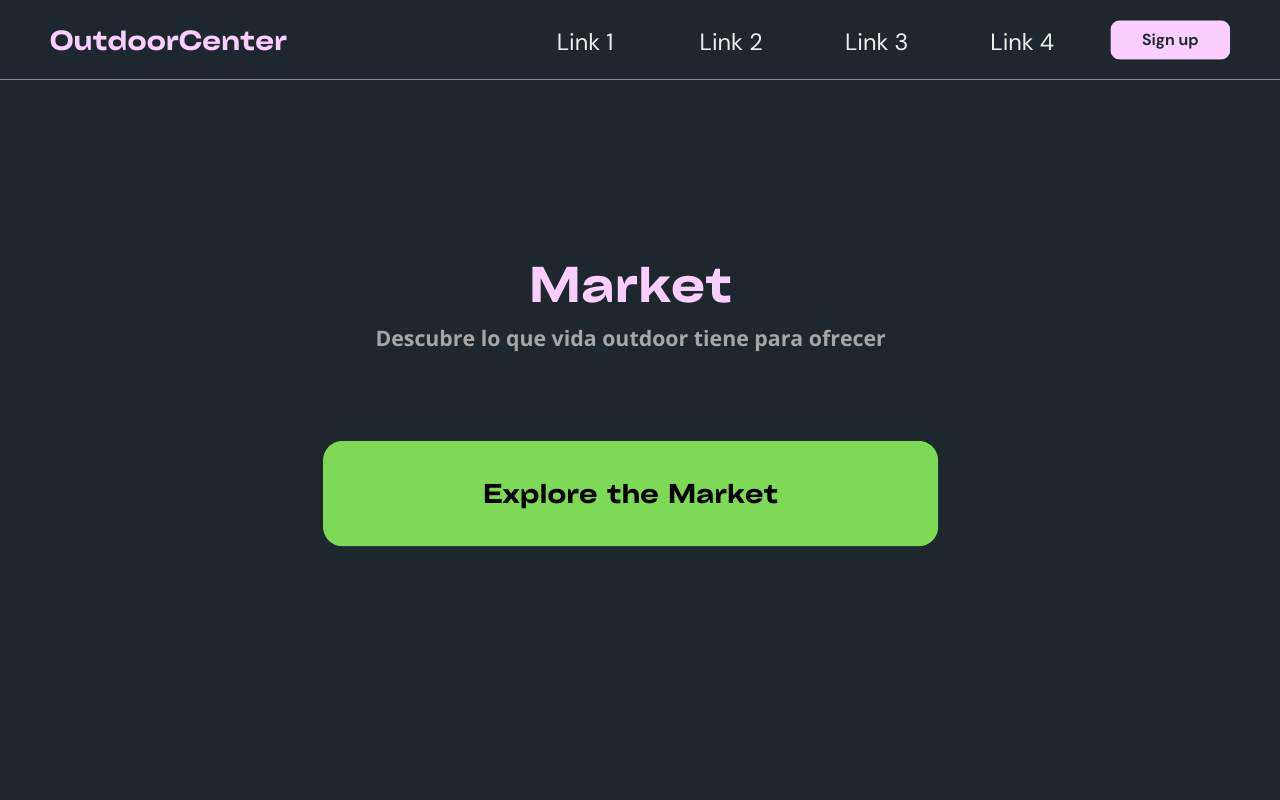 OutdoorCenter
Link 1
Link 2
Link 3
Link 4
Sign up
Market
Descubre lo que vida outdoor tiene para ofrecer
Explore the Market